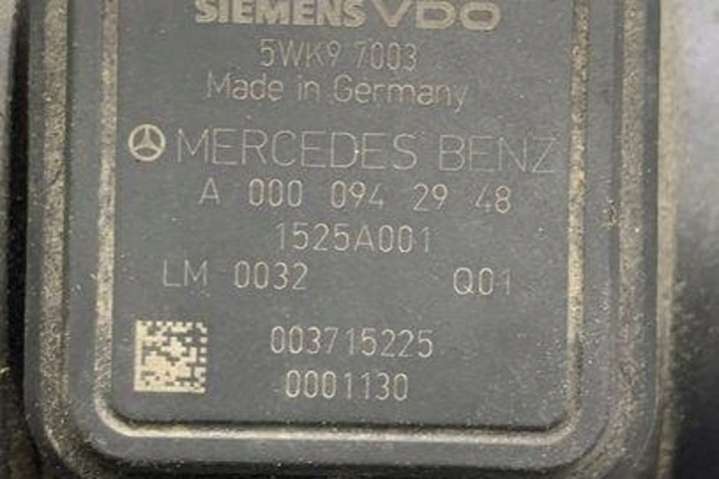 SIEMENS VDO
5WK9 7003
Made in Germany
MERCEDES BENZ
A 000 094 29 48
1525A001
LM 0032 Q01
003715225
0001130